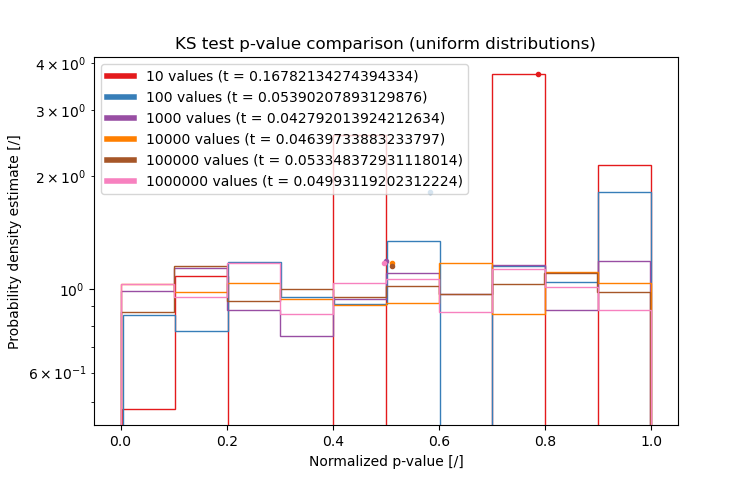 KS test p-value comparison (uniform distributions)
10 values (t = 0.16782134274394334)
100 values (t = 0.05390207893129876)
1000 values (t = 0.042792013924212634)
10000 values (t = 0.04639733883233797)
100000 values (t = 0.053348372931118014)
1000000 values (t = 0.04993119202312224)
4 × 10⁰
3 × 10⁰
2 × 10⁰
10⁰
6 × 10⁻¹
Probability density estimate [/]
0.0 0.2 0.4 0.6 0.8 1.0
Normalized p-value [/]